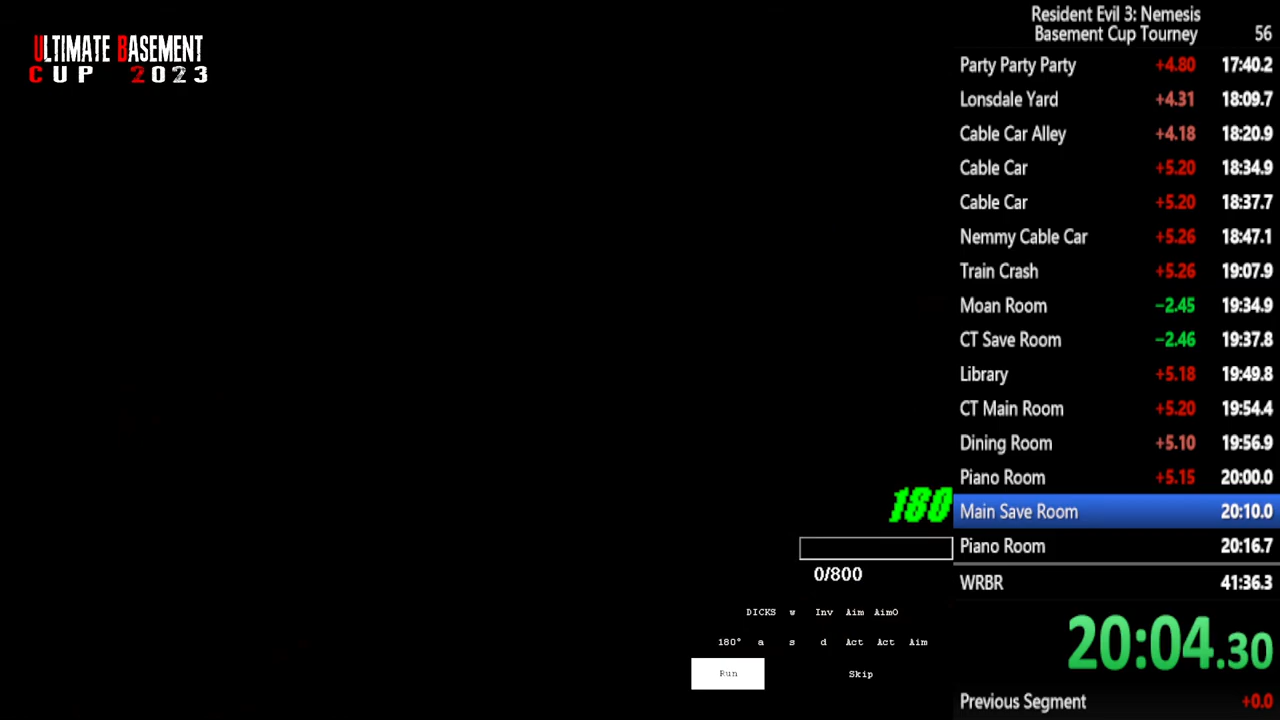 ULTIMATE BASEMENT
CUP 2023
Resident Evil 3: Nemesis
Basement Cup Tourney 56
Party Party Party +4.80 17:40.2
Lonsdale Yard +4.31 18:09.7
Cable Car Alley +4.18 18:20.9
Cable Car +5.20 18:34.9
Cable Car +5.20 18:37.7
Nemmy Cable Car +5.26 18:47.1
Train Crash +5.26 19:07.9
Moan Room −2.45 19:34.9
CT Save Room −2.46 19:37.8
Library +5.18 19:49.8
CT Main Room +5.20 19:54.4
Dining Room +5.10 19:56.9
Piano Room +5.15 20:00.0
Main Save Room 20:10.0
Piano Room 20:16.7
WRBR 41:36.3
20:04.30
Previous Segment +0.0
180
0/800
DICKS w Inv Aim AimO
180° a s d Act Act Aim
Run Skip